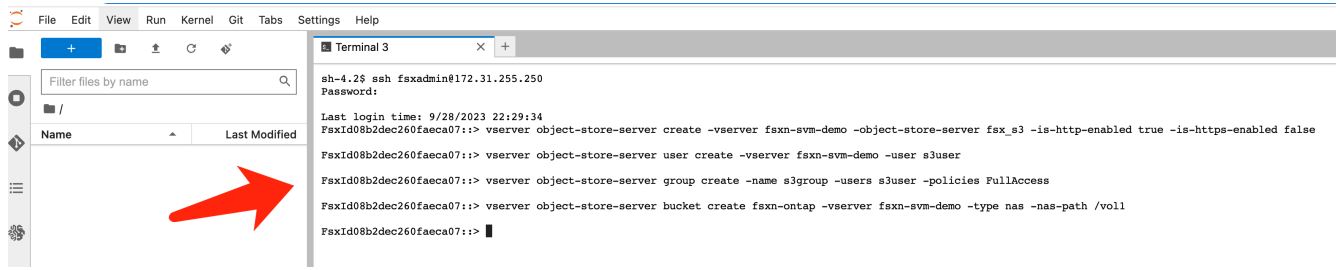 File Edit View Run Kernel Git Tabs Settings Help
Terminal 3
Filter files by name
/
Name Last Modified
sh-4.2$ ssh fsxadmin@172.31.255.250
Password:
Last login time: 9/28/2023 22:29:34
FsxId08b2dec260faeca07::> vserver object-store-server create -vserver fsxn-svm-demo -object-store-server fsx_s3 -is-http-enabled true -is-https-enabled false
FsxId08b2dec260faeca07::> vserver object-store-server user create -vserver fsxn-svm-demo -user s3user
FsxId08b2dec260faeca07::> vserver object-store-server group create -name s3group -users s3user -policies FullAccess
FsxId08b2dec260faeca07::> vserver object-store-server bucket create fsxn-ontap -vserver fsxn-svm-demo -type nas -nas-path /vol1
FsxId08b2dec260faeca07::>